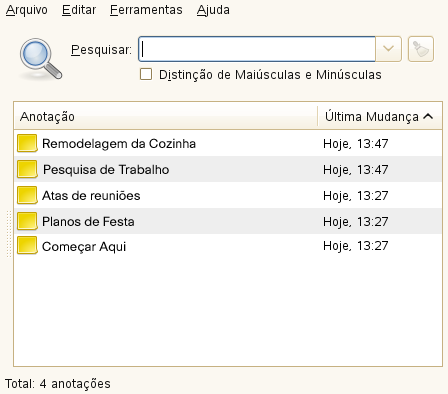 Arquivo Editar Ferramentas Ajuda
Pesquisar:
Distinção de Maiúsculas e Minúsculas
Anotação Última Mudança
Remodelagem da Cozinha Hoje, 13:47
Pesquisa de Trabalho Hoje, 13:47
Atas de reuniões Hoje, 13:27
Planos de Festa Hoje, 13:27
Começar Aqui Hoje, 13:27
Total: 4 anotações